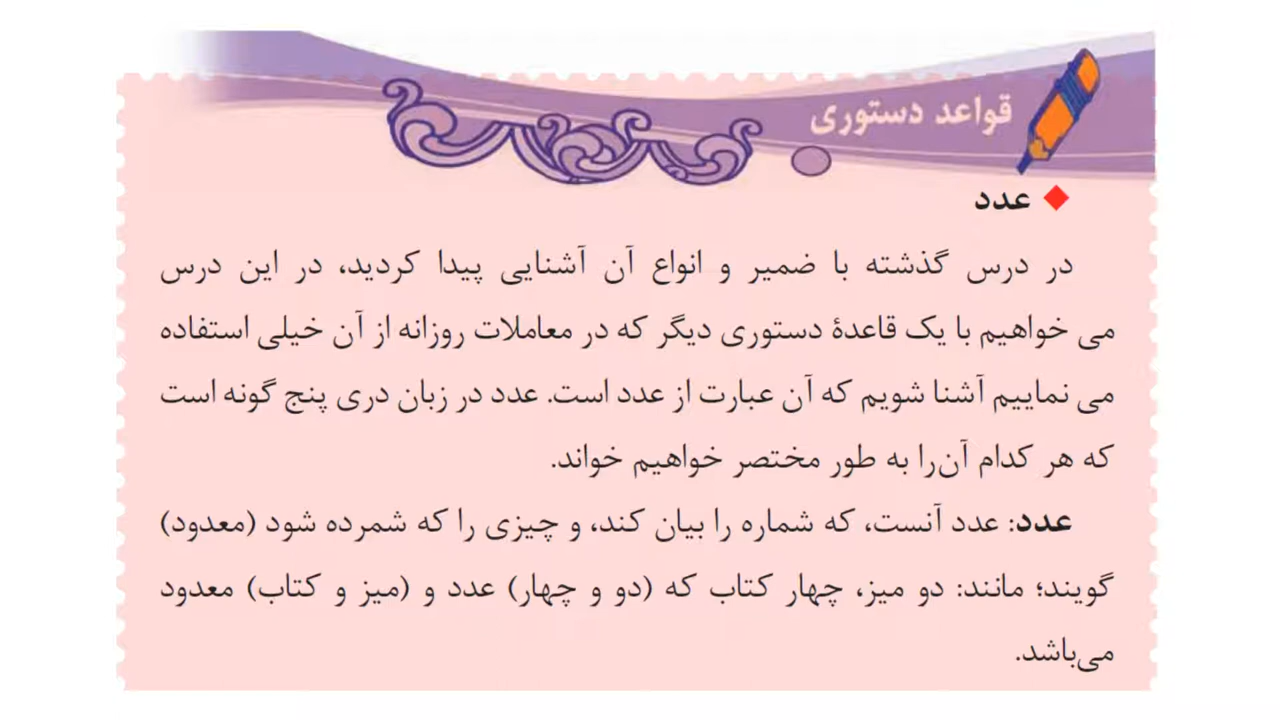 قواعد دستوری
عدد
در درس گذشته با ضمیر و انواع آن آشنایی پیدا کردید، در این درس
می خواهیم با یک قاعدۀ دستوری دیگر که در معاملات روزانه از آن خیلی استفاده
می نماییم آشنا شویم که آن عبارت از عدد است. عدد در زبان دری پنج گونه است
که هر کدام آن‌را به طور مختصر خواهیم خواند.
عدد: عدد آنست، که شماره را بیان کند، و چیزی را که شمرده شود (معدود)
گویند؛ مانند: دو میز، چهار کتاب که (دو و چهار) عدد و (میز و کتاب) معدود
می‌باشد.